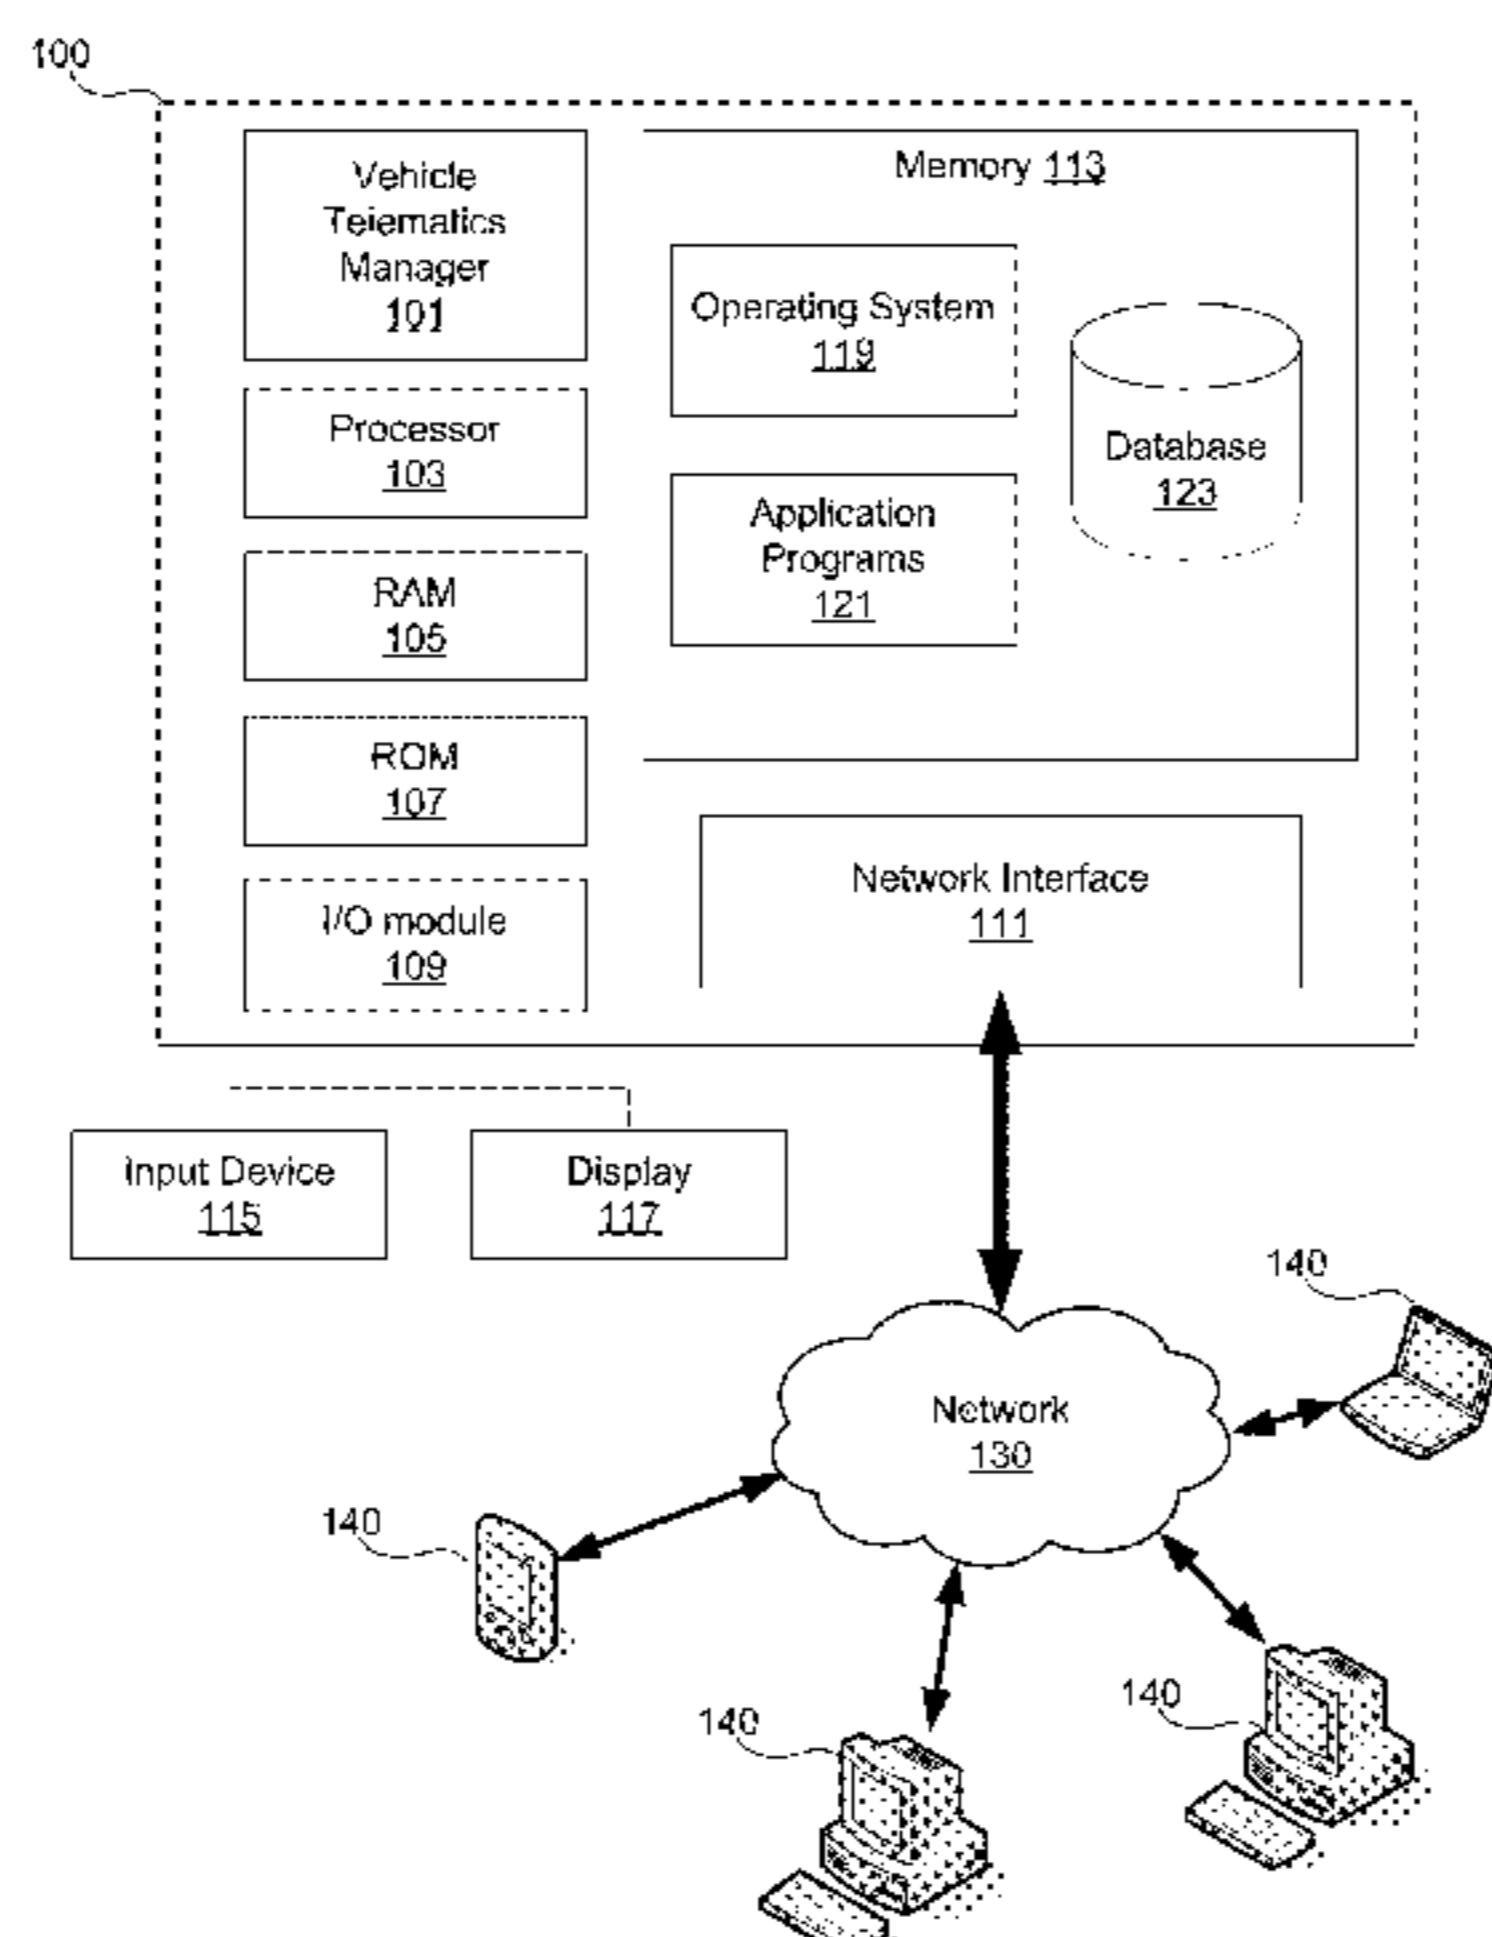 100
Vehicle
Telematics
Manager
101
Memory 113
Operating System
119
Database
123
Processor
103
Application
Programs
121
RAM
105
ROM
107
Network Interface
111
I/O module
109
Input Device
115
Display
117
140
Network
130
140
140
140